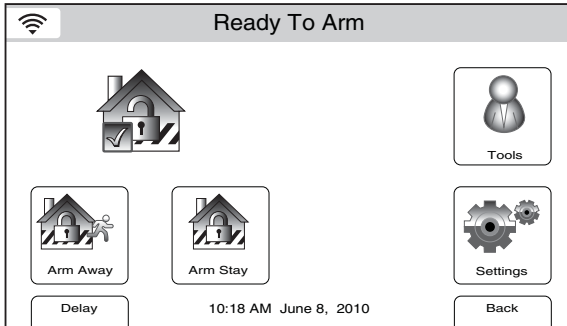 Ready To Arm
Tools
Arm Away
Arm Stay
Settings
Delay
10:18 AM June 8, 2010
Back